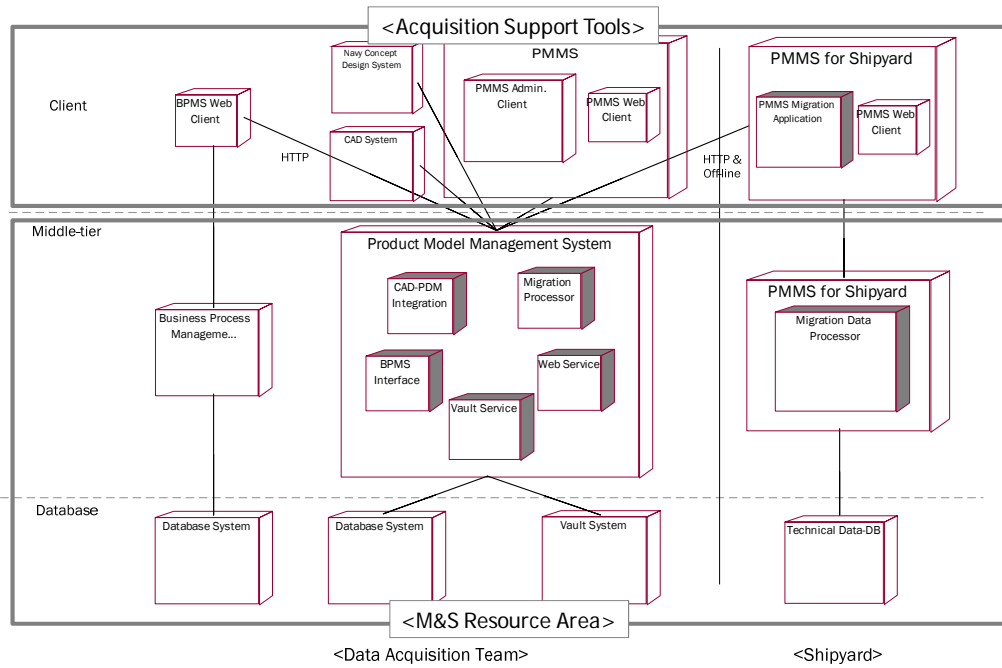 <Acquisition Support Tools>
Client
BPMS Web
Client
HTTP
Navy Concept
Design System
CAD System
PMMS
PMMS Admin.
Client
PMMS Web
Client
HTTP &
Offline
PMMS for Shipyard
PMMS Migration
Application
PMMS Web
Client
Middle-tier
Business Process
Manageme...
Product Model Management System
CAD-PDM
Integration
Migration
Processor
BPMS
Interface
Web Service
Vault Service
PMMS for Shipyard
Migration Data
Processor
Database
Database System
Database System
Vault System
Technical Data-DB
<M&S Resource Area>
<Data Acquisition Team>
<Shipyard>